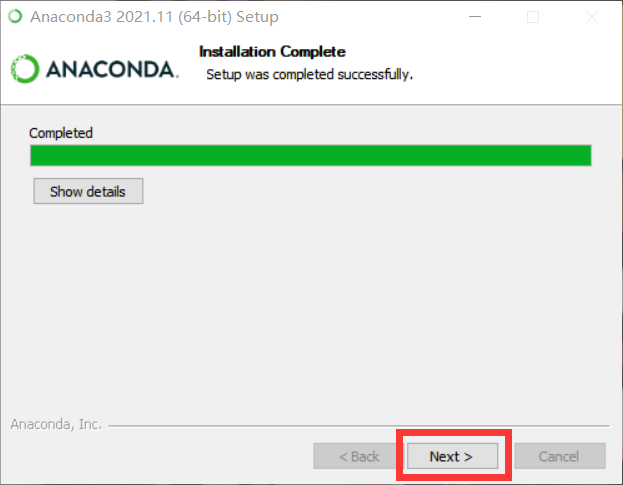 Anaconda3 2021.11 (64-bit) Setup
ANACONDA.
Installation Complete
Setup was completed successfully.
Completed
Show details
Anaconda, Inc.
< Back
Next >
Cancel